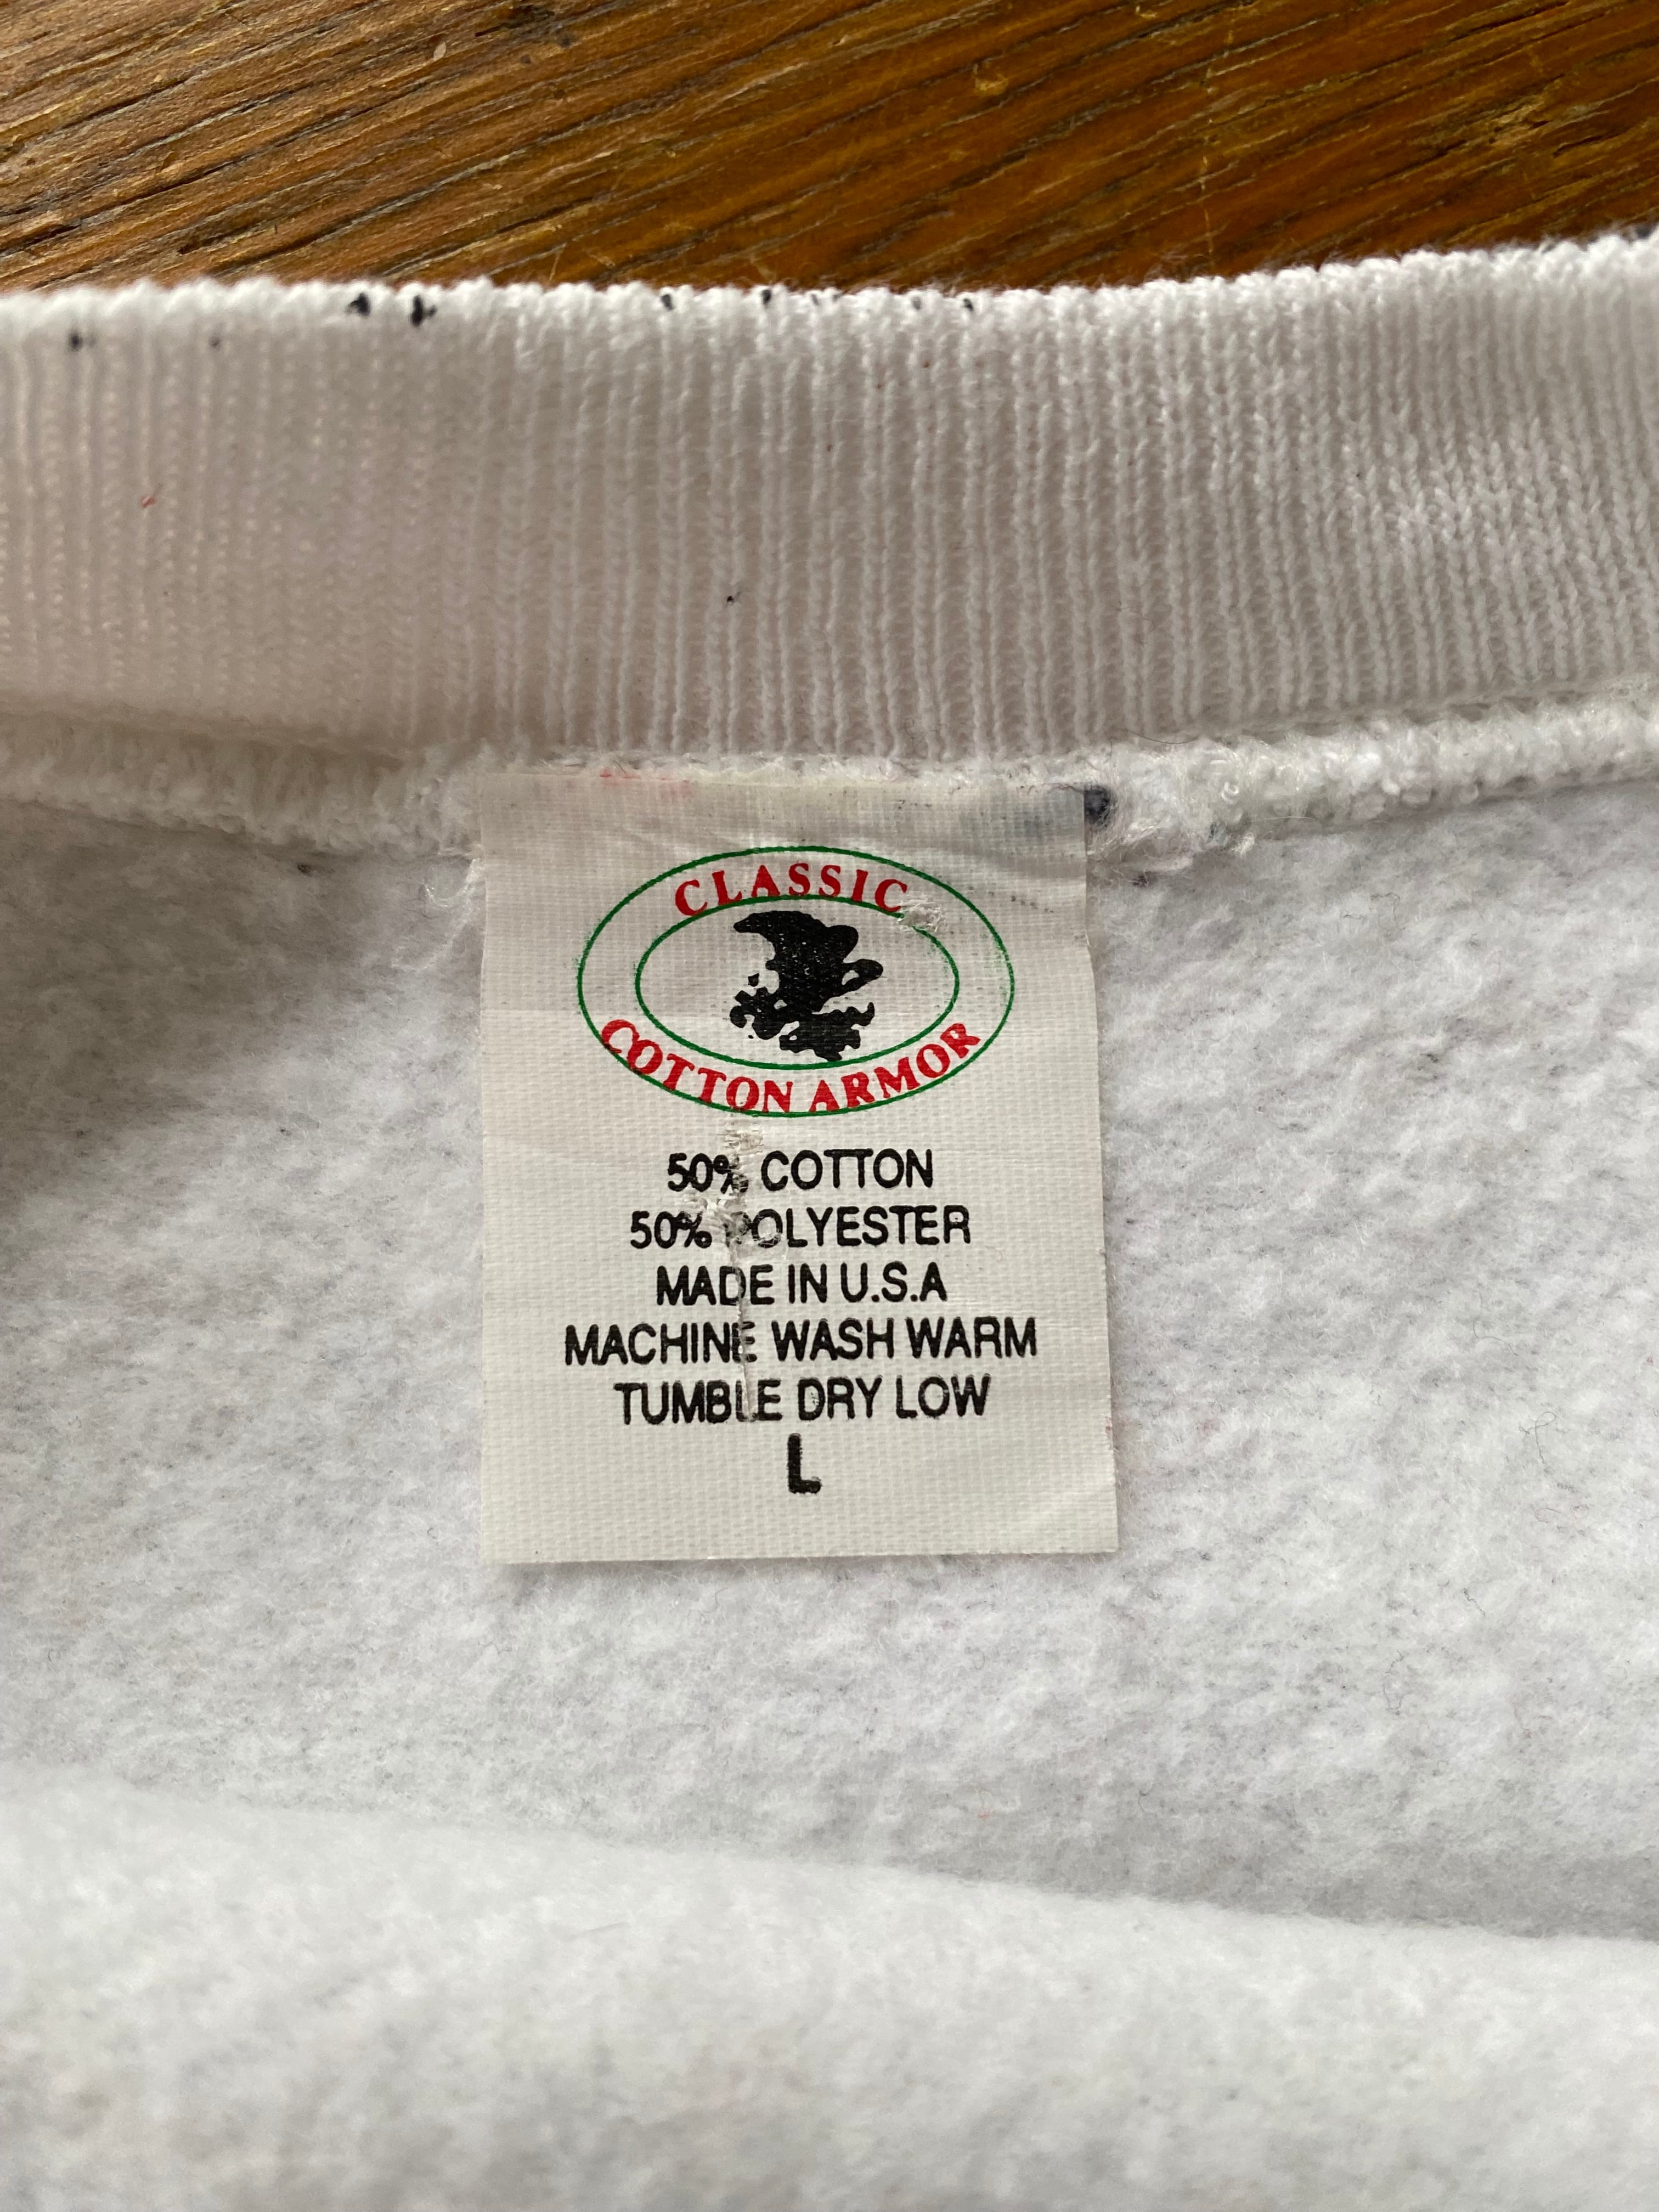 CLASSIC
COTTON ARMOR
50% COTTON
50% POLYESTER
MADE IN U.S.A
MACHINE WASH WARM
TUMBLE DRY LOW
L